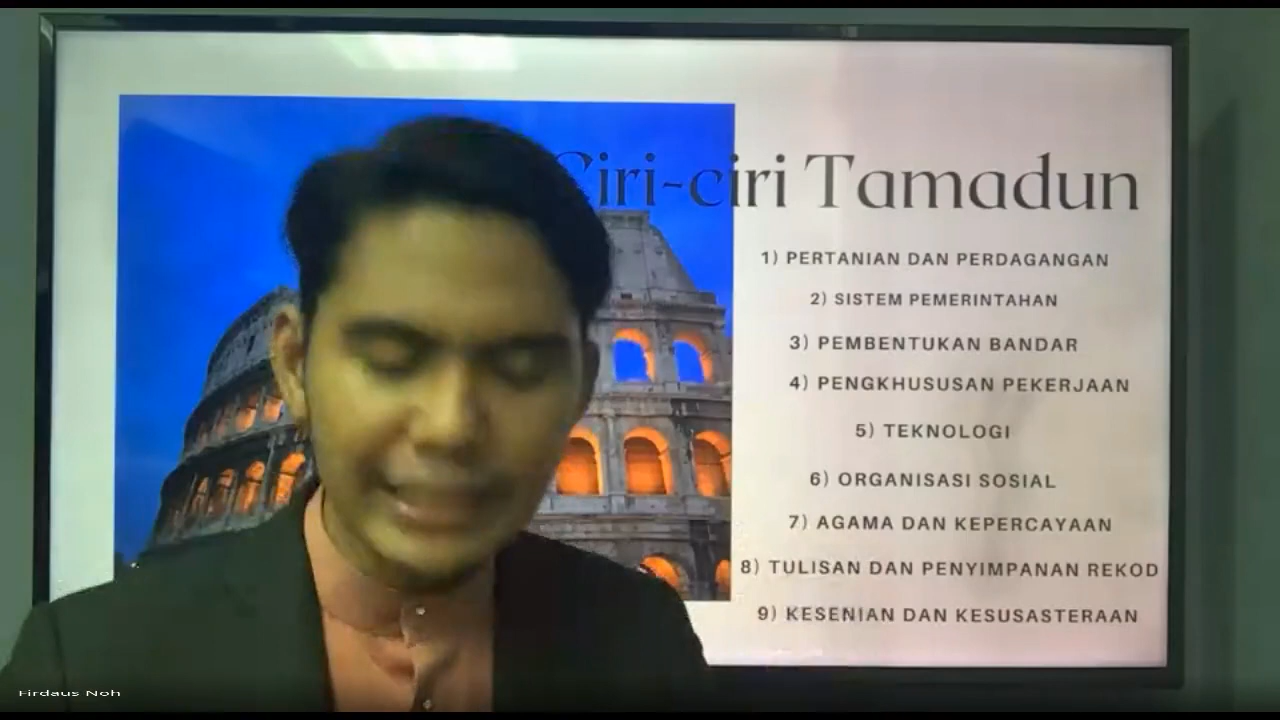 Ciri-ciri Tamadun
1) PERTANIAN DAN PERDAGANGAN
2) SISTEM PEMERINTAHAN
3) PEMBENTUKAN BANDAR
4) PENGKHUSUSAN PEKERJAAN
5) TEKNOLOGI
6) ORGANISASI SOSIAL
7) AGAMA DAN KEPERCAYAAN
8) TULISAN DAN PENYIMPANAN REKOD
9) KESENIAN DAN KESUSASTERAAN
Firdaus Noh